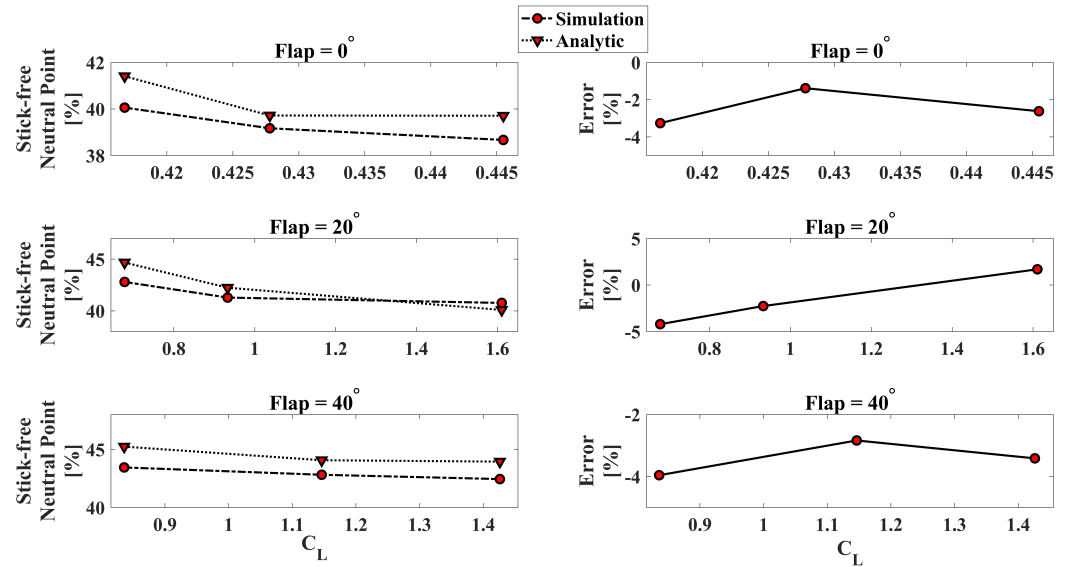 Simulation
Analytic
Flap = 0°
Stick-free
Neutral Point
[%]
42
40
38
0.42 0.425 0.43 0.435 0.44 0.445
Flap = 0°
Error
[%]
0
-2
-4
0.42 0.425 0.43 0.435 0.44 0.445
Flap = 20°
Stick-free
Neutral Point
[%]
45
40
0.8 1 1.2 1.4 1.6
Flap = 20°
Error
[%]
5
0
-5
0.8 1 1.2 1.4 1.6
Flap = 40°
Stick-free
Neutral Point
[%]
45
40
0.9 1 1.1 1.2 1.3 1.4
C_L
Flap = 40°
Error
[%]
-2
-4
0.9 1 1.1 1.2 1.3 1.4
C_L